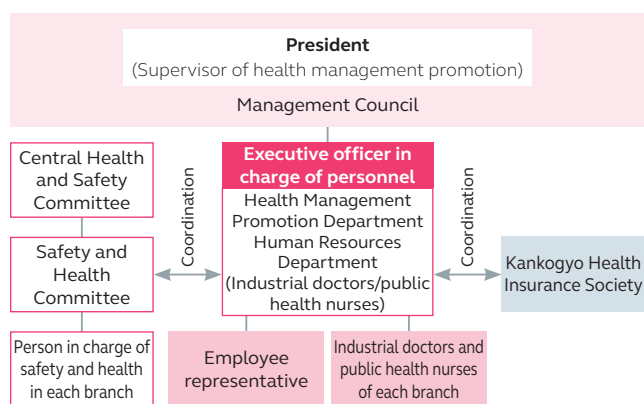 President
(Supervisor of health management promotion)
Management Council
Central Health
and Safety
Committee
Safety and
Health
Committee
Person in charge of
safety and health
in each branch
Coordination
Executive officer in
charge of personnel
Health Management
Promotion Department
Human Resources
Department
(Industrial doctors/public
health nurses)
Employee
representative
Industrial doctors and
public health nurses
of each branch
Coordination
Kankogyo Health
Insurance Society